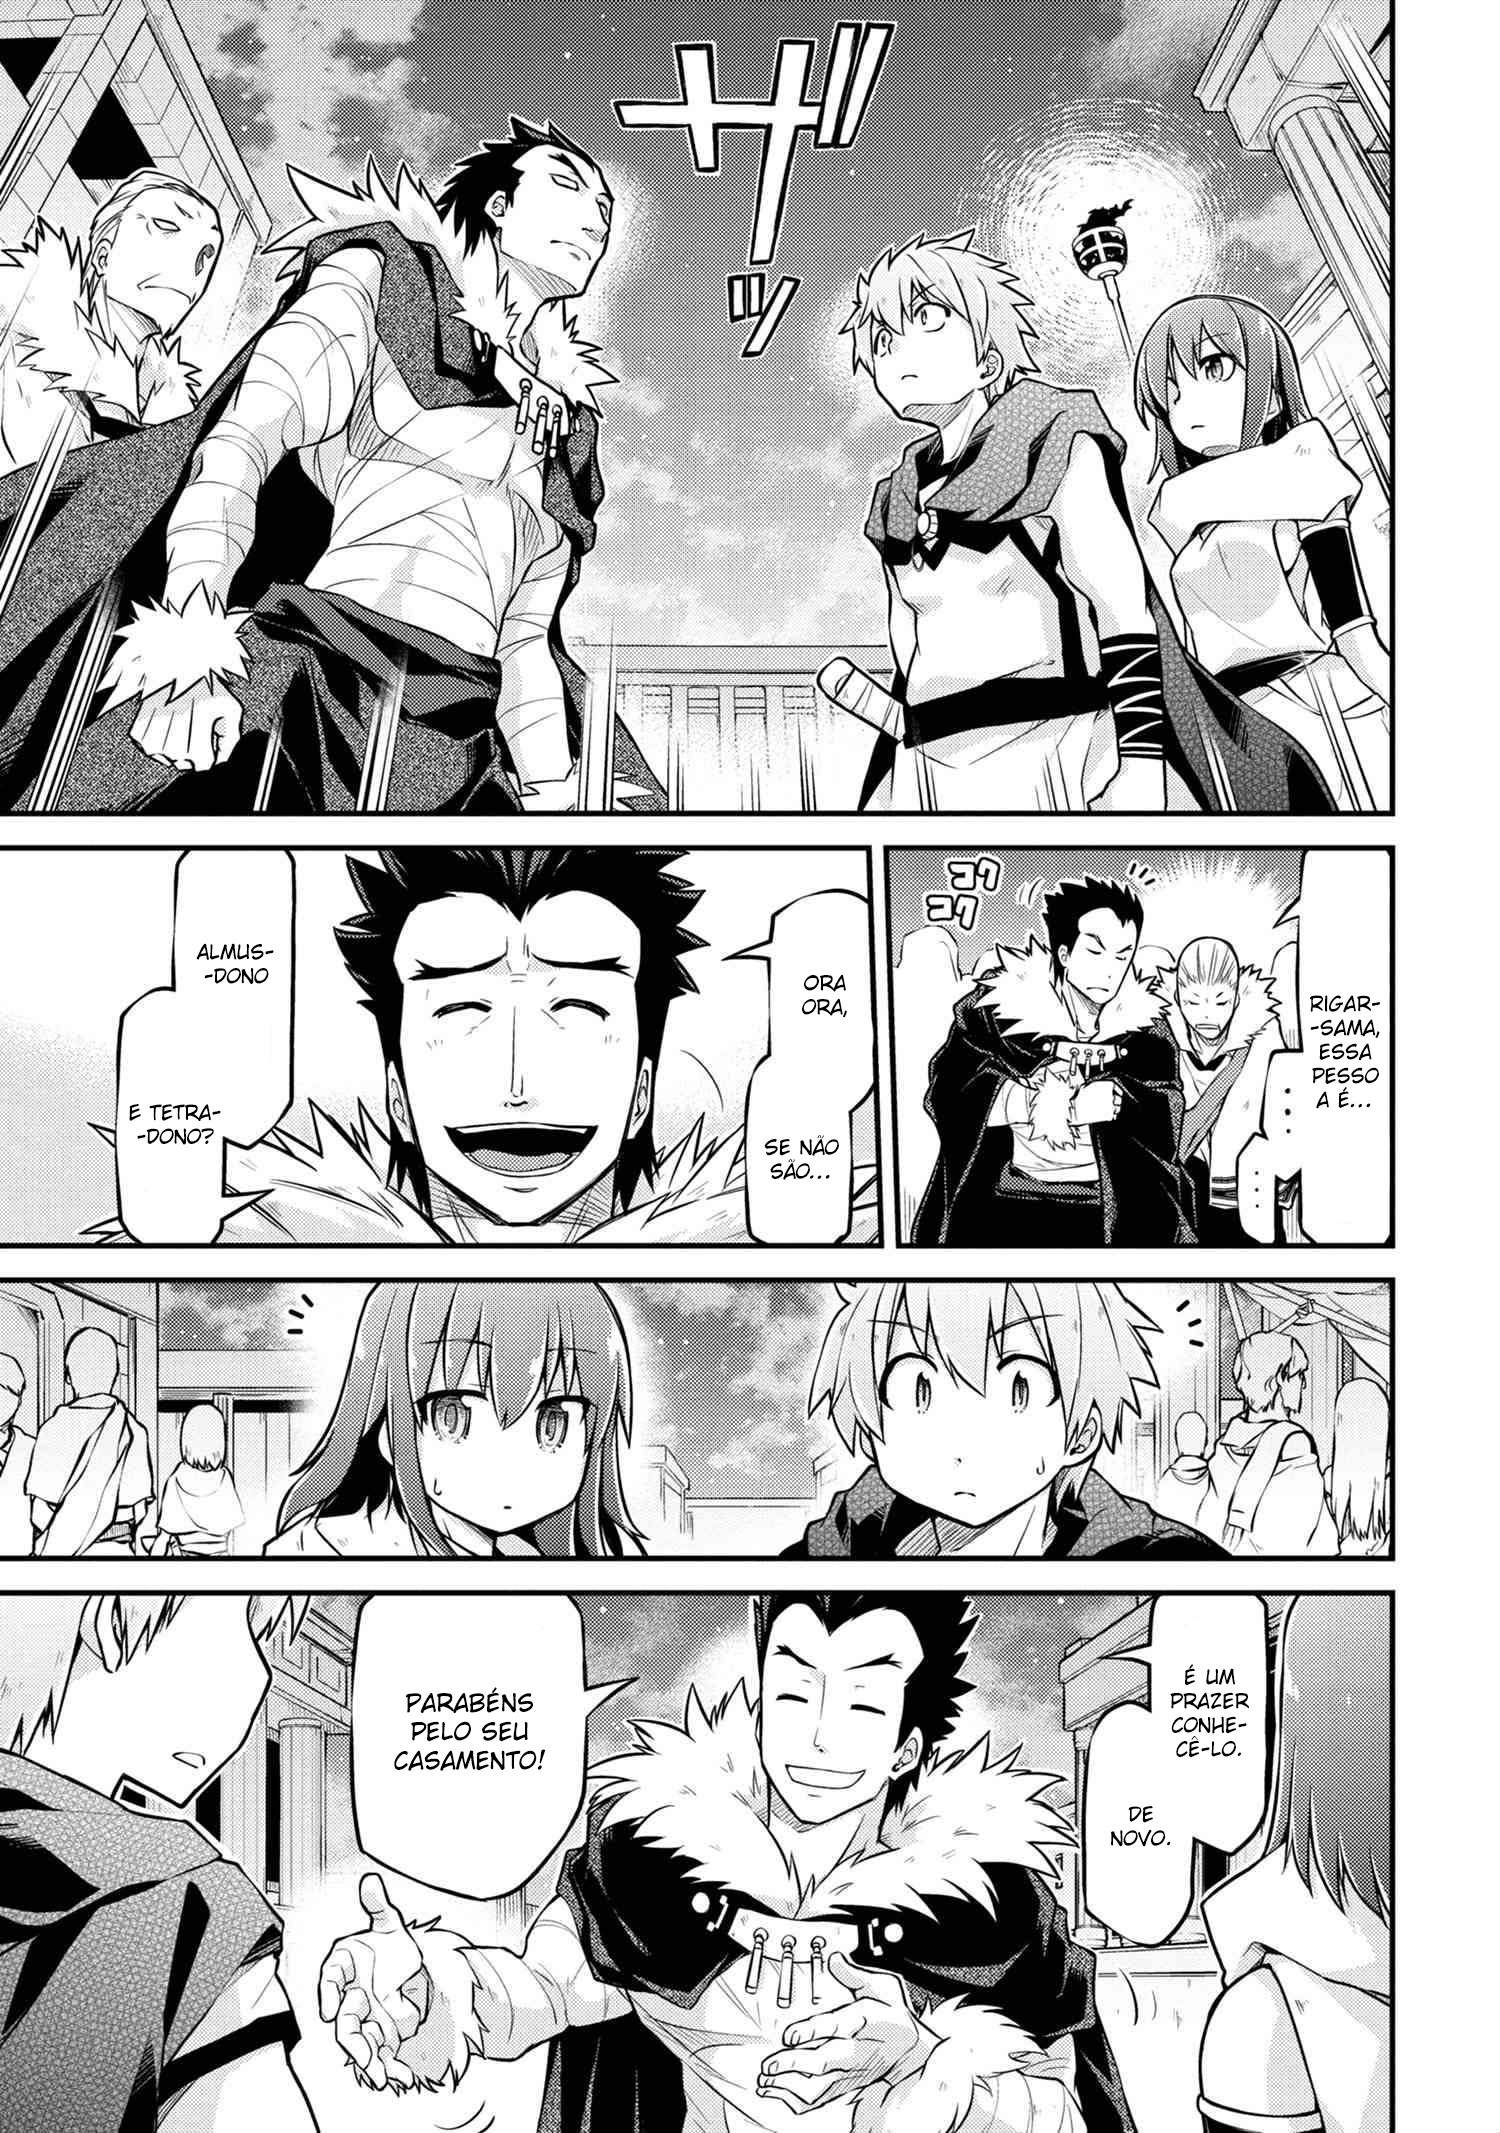 ザッ
コク
コク
RIGAR-
-SAMA,
ESSA
PESSO
A É...
......
ORA
ORA,
SE NÃO
SÃO...
ALMUS-
-DONO
E TETRA-
-DONO?
É UM
PRAZER
CONHE-
CÊ-LO.
DE
NOVO.
PARABÉNS
PELO SEU
CASAMENTO!